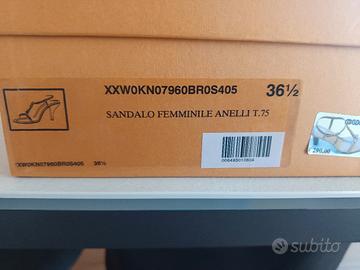 XXW0KN07960BR0S405 36½
SANDALO FEMMINILE ANELLI T.75
XXW0KN07960BR0S405 36½
290,00
subito